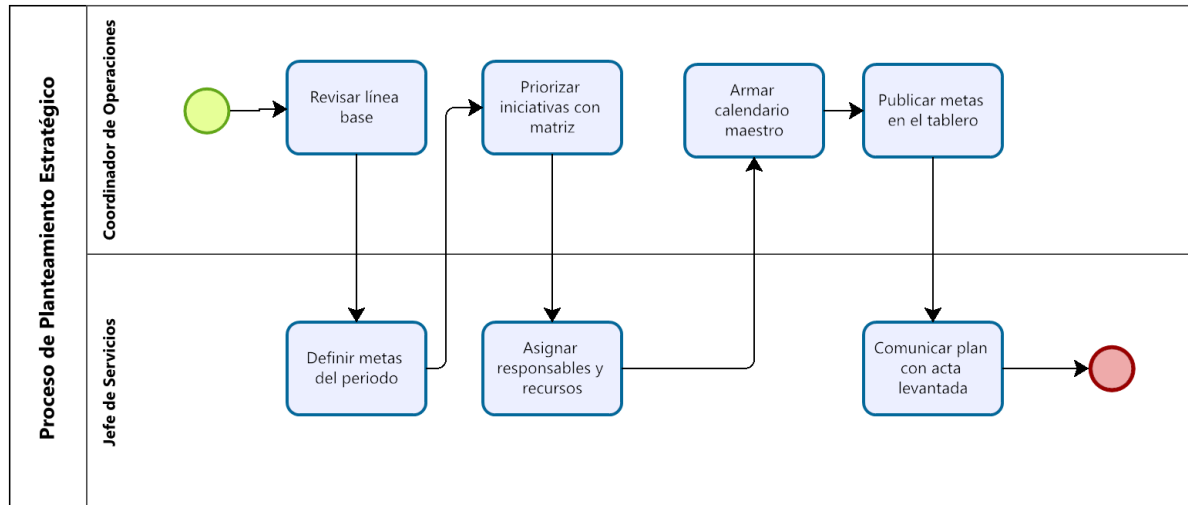 Proceso de Planteamiento Estratégico
Coordinador de Operaciones
Revisar línea
base
Priorizar
iniciativas con
matriz
Armar
calendario
maestro
Publicar metas
en el tablero
Jefe de Servicios
Definir metas
del periodo
Asignar
responsables y
recursos
Comunicar plan
con acta
levantada